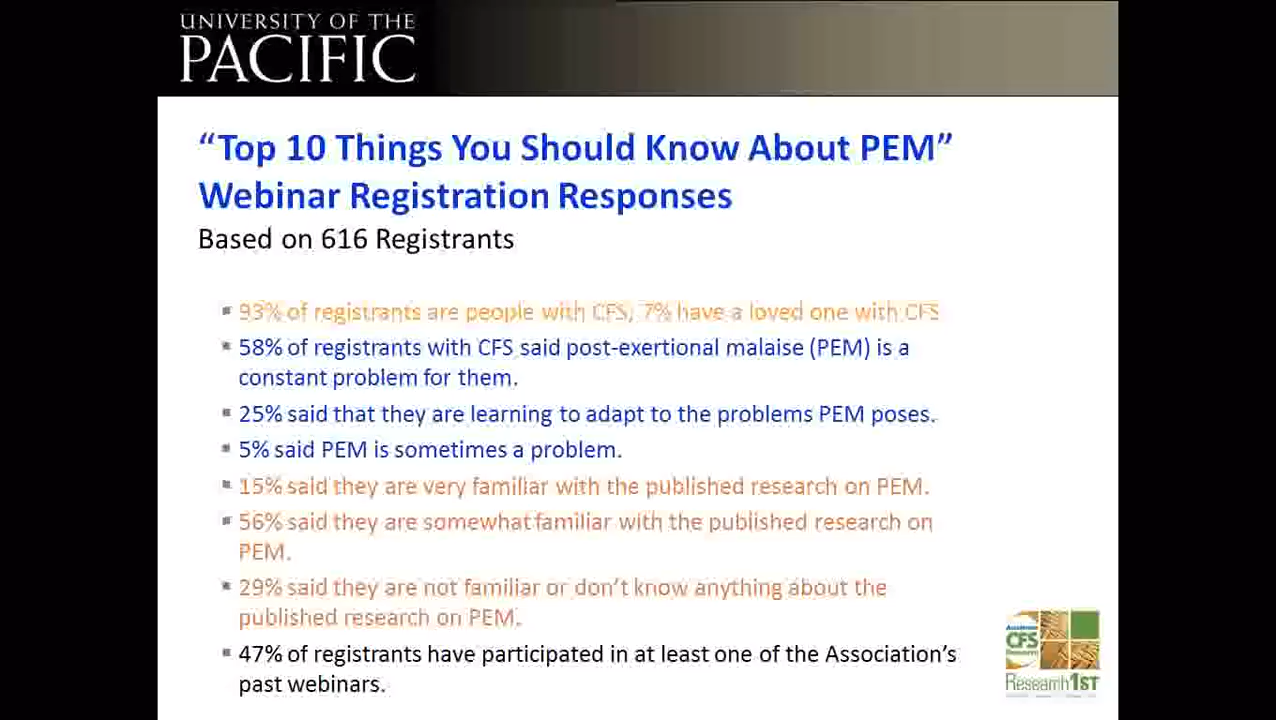 UNIVERSITY OF THE
PACIFIC
“Top 10 Things You Should Know About PEM”
Webinar Registration Responses
Based on 616 Registrants
▪ 93% of registrants are people with CFS; 7% have a loved one with CFS
▪ 58% of registrants with CFS said post-exertional malaise (PEM) is a
constant problem for them.
▪ 25% said that they are learning to adapt to the problems PEM poses.
▪ 5% said PEM is sometimes a problem.
▪ 15% said they are very familiar with the published research on PEM.
▪ 56% said they are somewhat familiar with the published research on
PEM.
▪ 29% said they are not familiar or don’t know anything about the
published research on PEM.
▪ 47% of registrants have participated in at least one of the Association’s
past webinars.
CFS
Research1ST